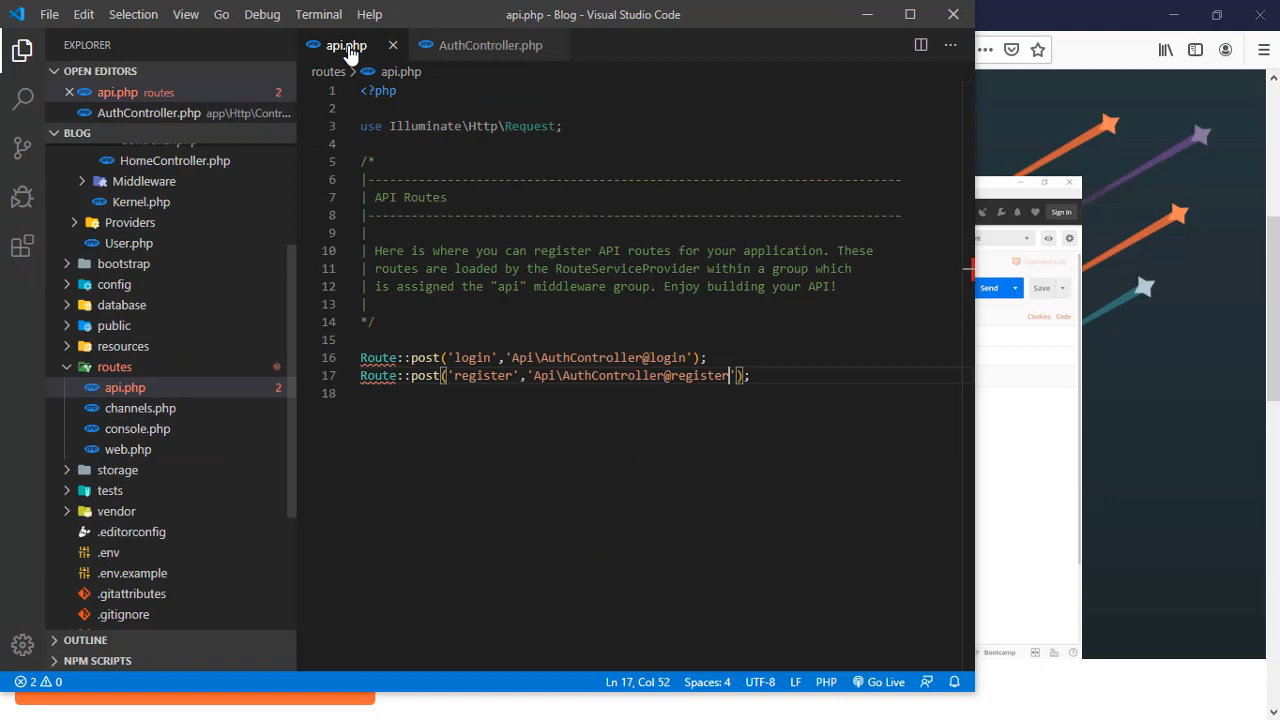 File Edit Selection View Go Debug Terminal Help
api.php - Blog - Visual Studio Code
EXPLORER
OPEN EDITORS
api.php routes 2
AuthController.php app\Http\Contr...
BLOG
HomeController.php
Middleware
Kernel.php
Providers
User.php
bootstrap
config
database
public
resources
routes
api.php 2
channels.php
console.php
web.php
storage
tests
vendor
.editorconfig
.env
.env.example
.gitattributes
.gitignore
OUTLINE
NPM SCRIPTS
api.php
AuthController.php
routes > api.php
1 <?php
2
3 use Illuminate\Http\Request;
4
5 /*
6 |--------------------------------------------------------------------------
7 | API Routes
8 |--------------------------------------------------------------------------
9 |
10 | Here is where you can register API routes for your application. These
11 | routes are loaded by the RouteServiceProvider within a group which
12 | is assigned the "api" middleware group. Enjoy building your API!
13 |
14 */
15
16 Route::post('login','Api\AuthController@login');
17 Route::post('register','Api\AuthController@register');
18
2 0
Ln 17, Col 52 Spaces: 4 UTF-8 LF PHP Go Live
Sign In
Comments
Send Save
Cookies Code
Bootcamp